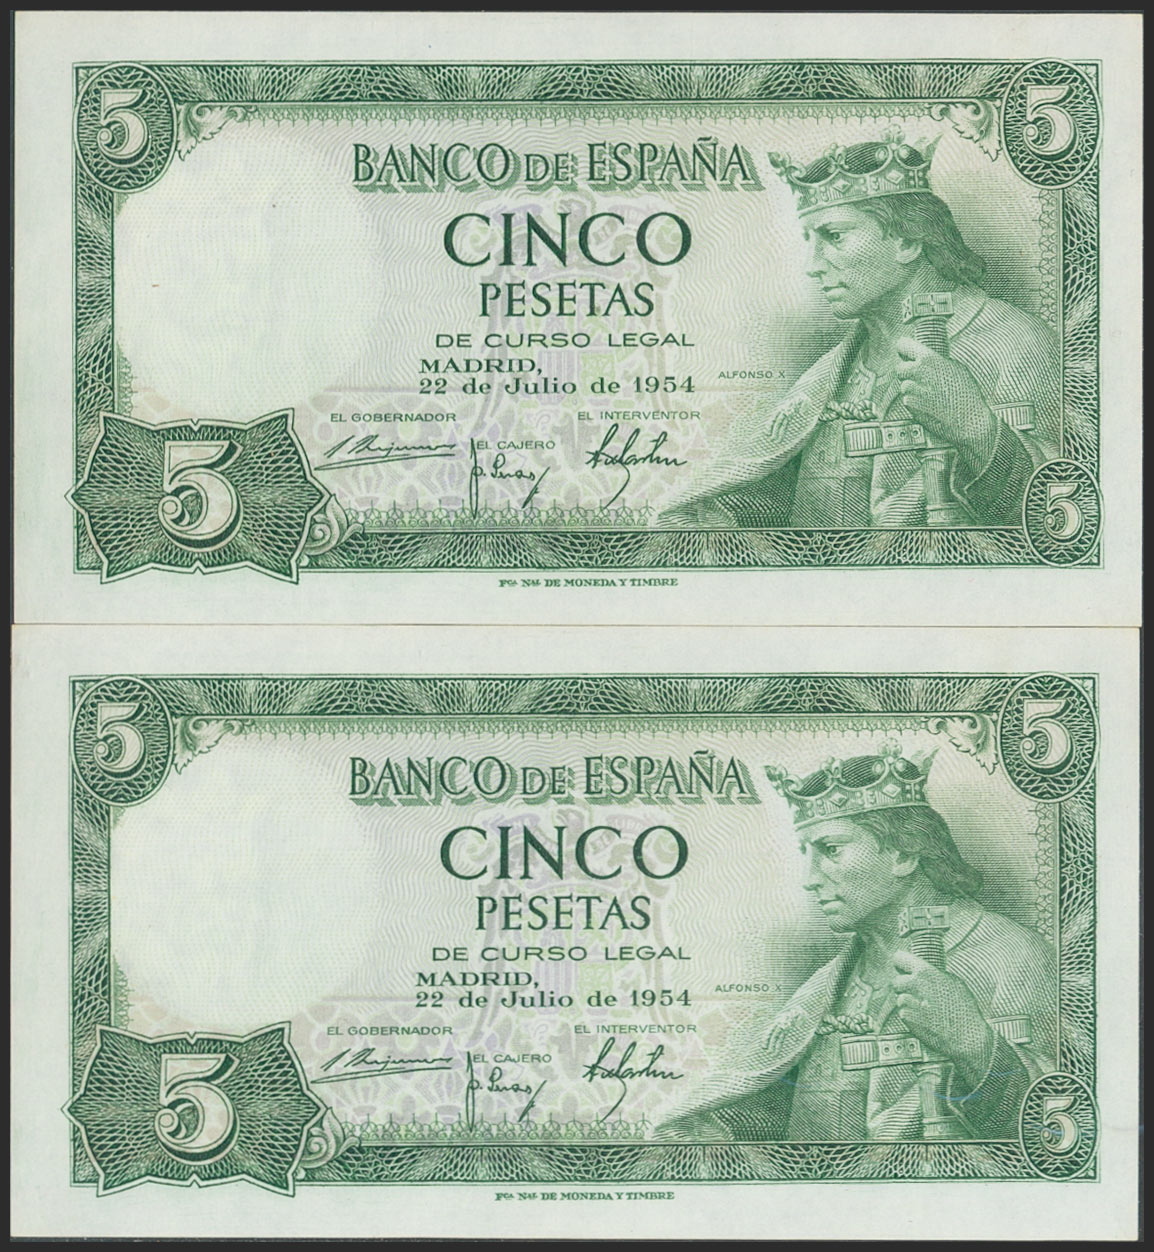 5 5
BANCO DE ESPAÑA
CINCO
PESETAS
DE CURSO LEGAL
MADRID,
22 de Julio de 1954
ALFONSO X
EL GOBERNADOR EL INTERVENTOR
EL CAJERO
5 5
Fca. Nal. DE MONEDA Y TIMBRE
5 5
BANCO DE ESPAÑA
CINCO
PESETAS
DE CURSO LEGAL
MADRID,
22 de Julio de 1954
ALFONSO X
EL GOBERNADOR EL INTERVENTOR
EL CAJERO
5 5
Fca. Nal. DE MONEDA Y TIMBRE